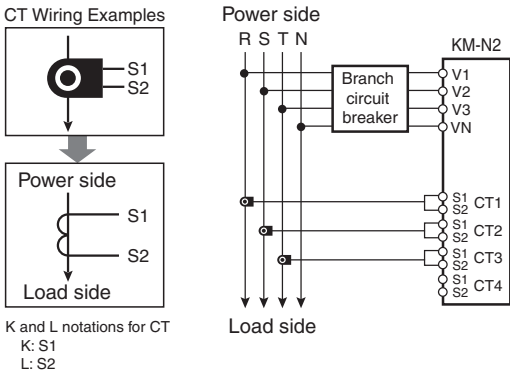 CT Wiring Examples
S1
S2
Power side
S1
S2
Load side
K and L notations for CT
K: S1
L: S2
Power side
R S T N
KM-N2
Branch
circuit
breaker
V1
V2
V3
VN
S1
S2 CT1
S1
S2 CT2
S1
S2 CT3
S1
S2 CT4
Load side